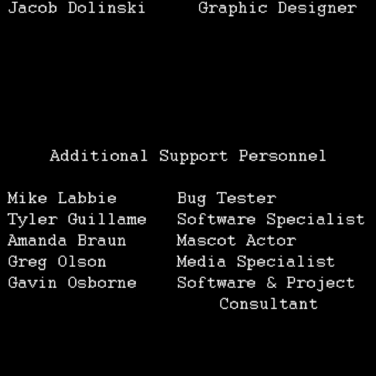 Jacob Dolinski Graphic Designer
Additional Support Personnel
Mike Labbie Bug Tester
Tyler Guillame Software Specialist
Amanda Braun Mascot Actor
Greg Olson Media Specialist
Gavin Osborne Software & Project
Consultant